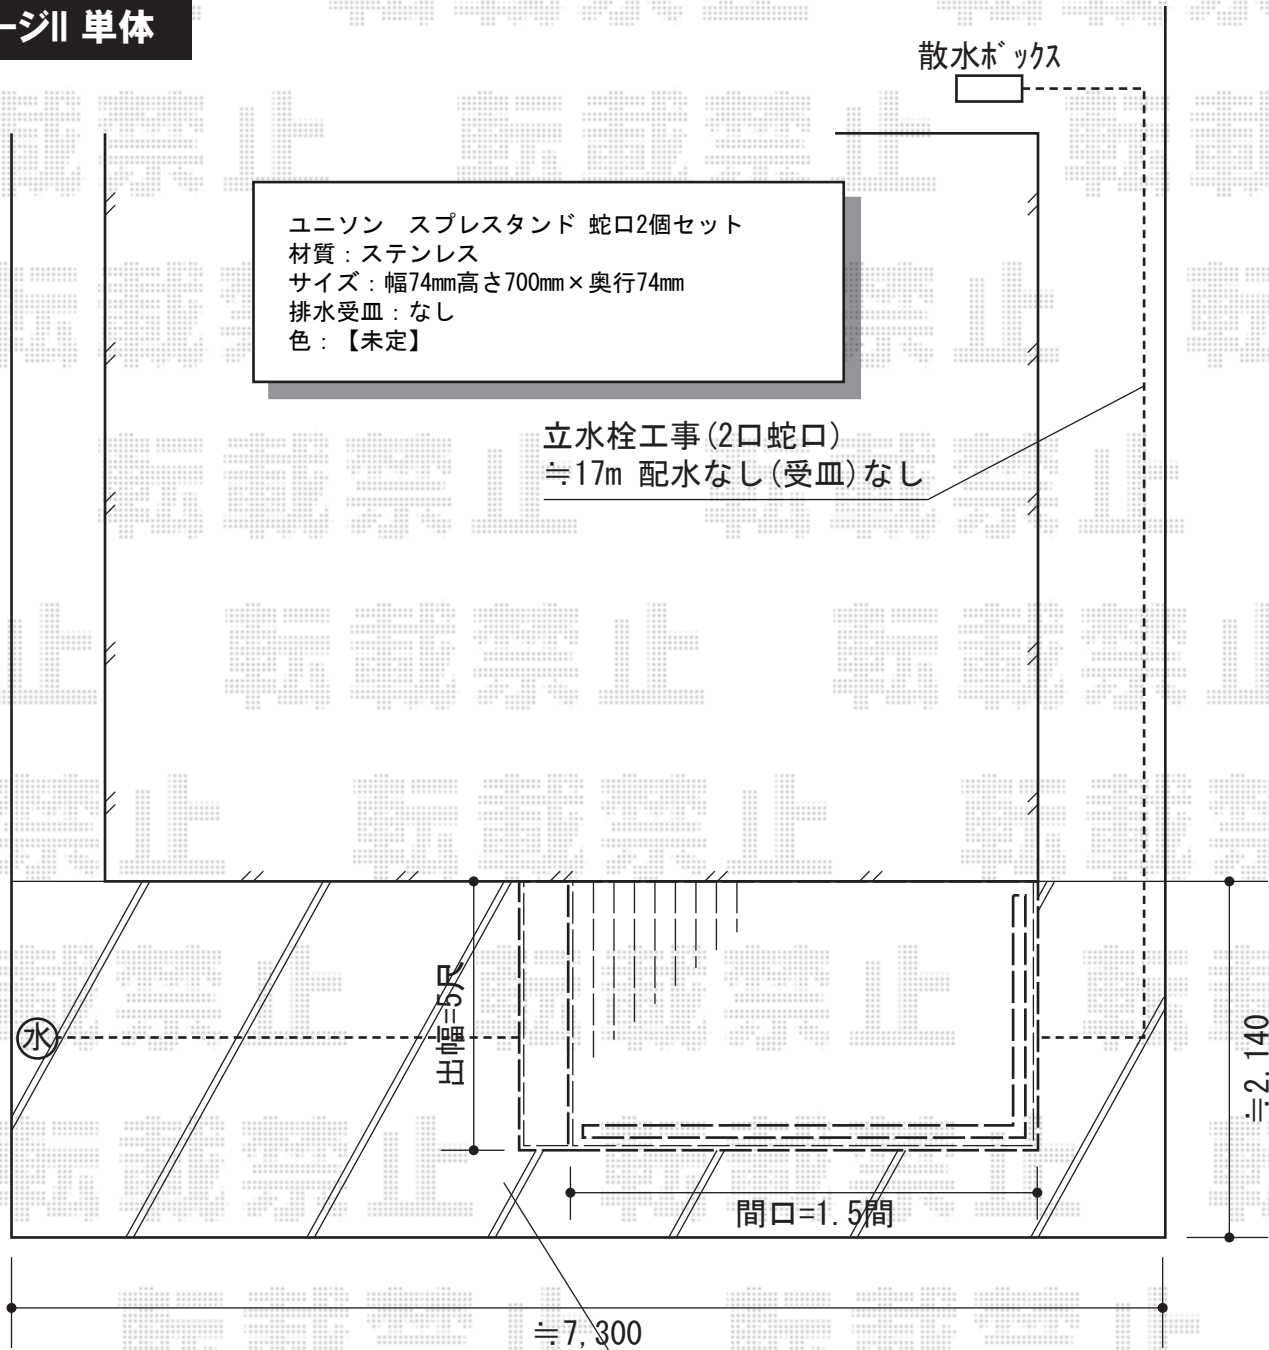 ージII 単体
散水ボックス
ユニソン　スプレスタンド 蛇口2個セット
材質：ステンレス
サイズ：幅74mm高さ700mm×奥行74mm
排水受皿：なし
色：【未定】
立水栓工事(2口蛇口)
≒17m 配水なし(受皿)なし
出幅=5尺
水
≒2,140
間口=1.5間
≒7,300
転載禁止